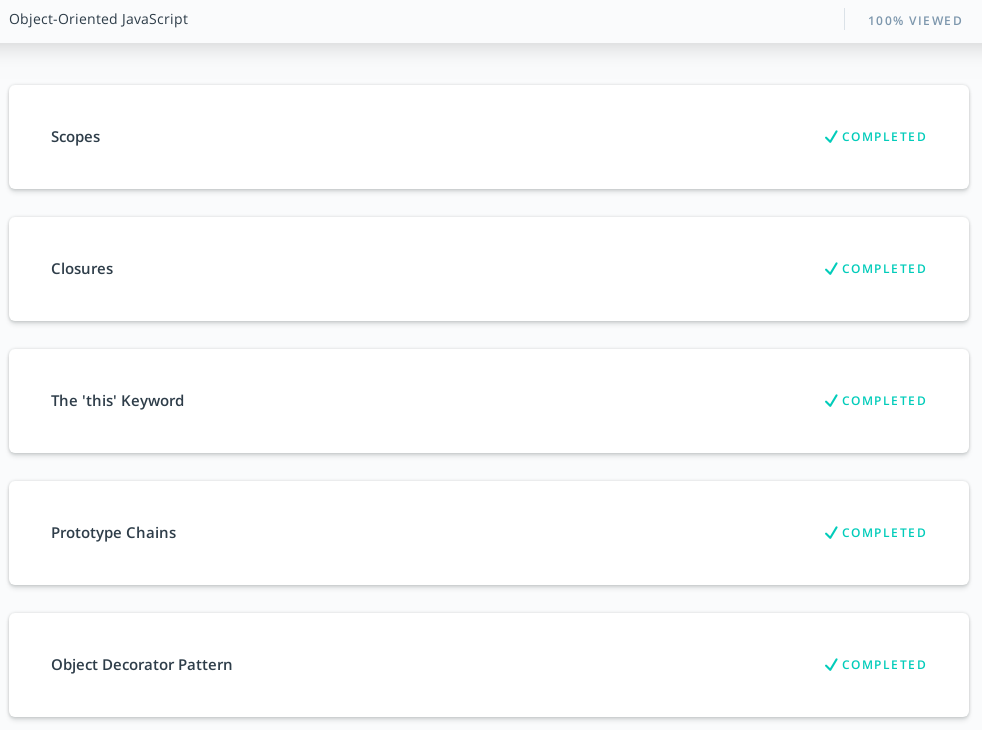 Object-Oriented JavaScript 100% VIEWED
Scopes COMPLETED
Closures COMPLETED
The 'this' Keyword COMPLETED
Prototype Chains COMPLETED
Object Decorator Pattern COMPLETED